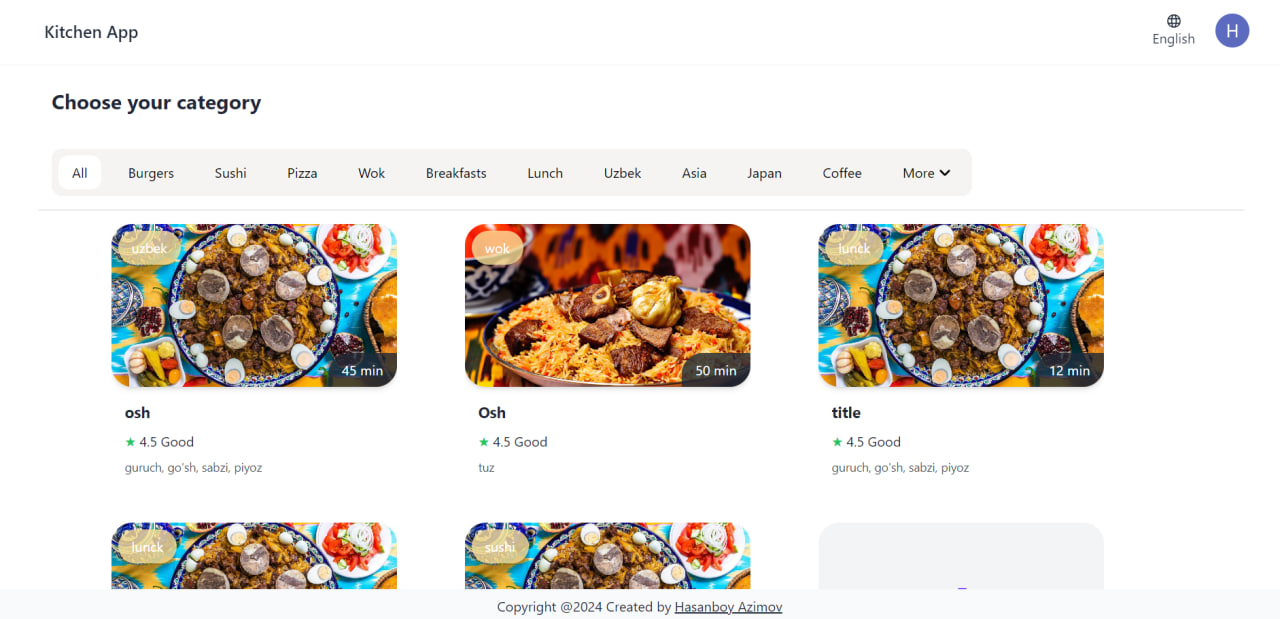 Kitchen App
English
H
Choose your category
All Burgers Sushi Pizza Wok Breakfasts Lunch Uzbek Asia Japan Coffee More
uzbek
45 min
osh
4.5 Good
guruch, go'sh, sabzi, piyoz
wok
50 min
Osh
4.5 Good
tuz
lunck
12 min
title
4.5 Good
guruch, go'sh, sabzi, piyoz
lunck
sushi
Copyright @2024 Created by Hasanboy Azimov